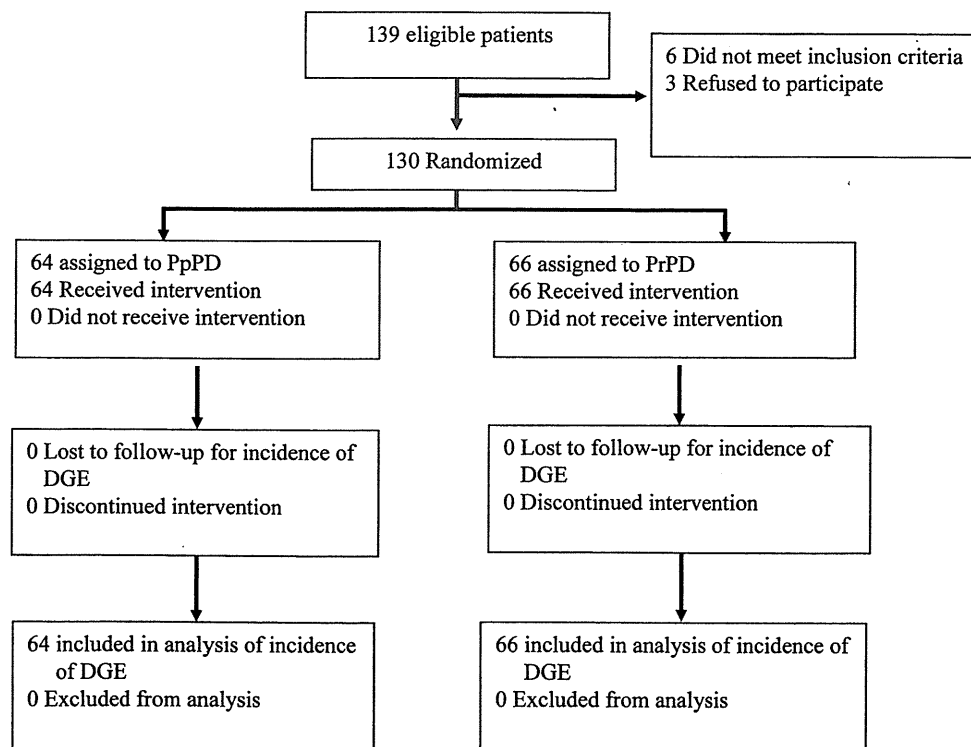 139 eligible patients
6 Did not meet inclusion criteria
3 Refused to participate
130 Randomized
64 assigned to PpPD
64 Received intervention
0 Did not receive intervention
66 assigned to PrPD
66 Received intervention
0 Did not receive intervention
0 Lost to follow-up for incidence of
DGE
0 Discontinued intervention
0 Lost to follow-up for incidence of
DGE
0 Discontinued intervention
64 included in analysis of incidence
of DGE
0 Excluded from analysis
66 included in analysis of incidence of
DGE
0 Excluded from analysis